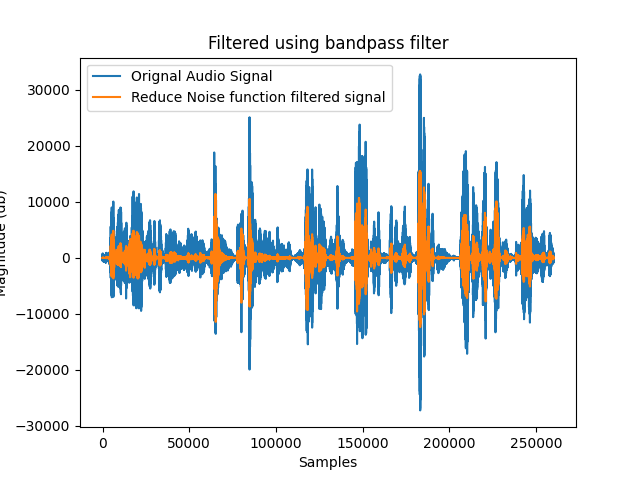 Filtered using bandpass filter
Orignal Audio Signal
Reduce Noise function filtered signal
30000
20000
10000
0
−10000
−20000
−30000
Magnitude (db)
0
50000
100000
150000
200000
250000
Samples